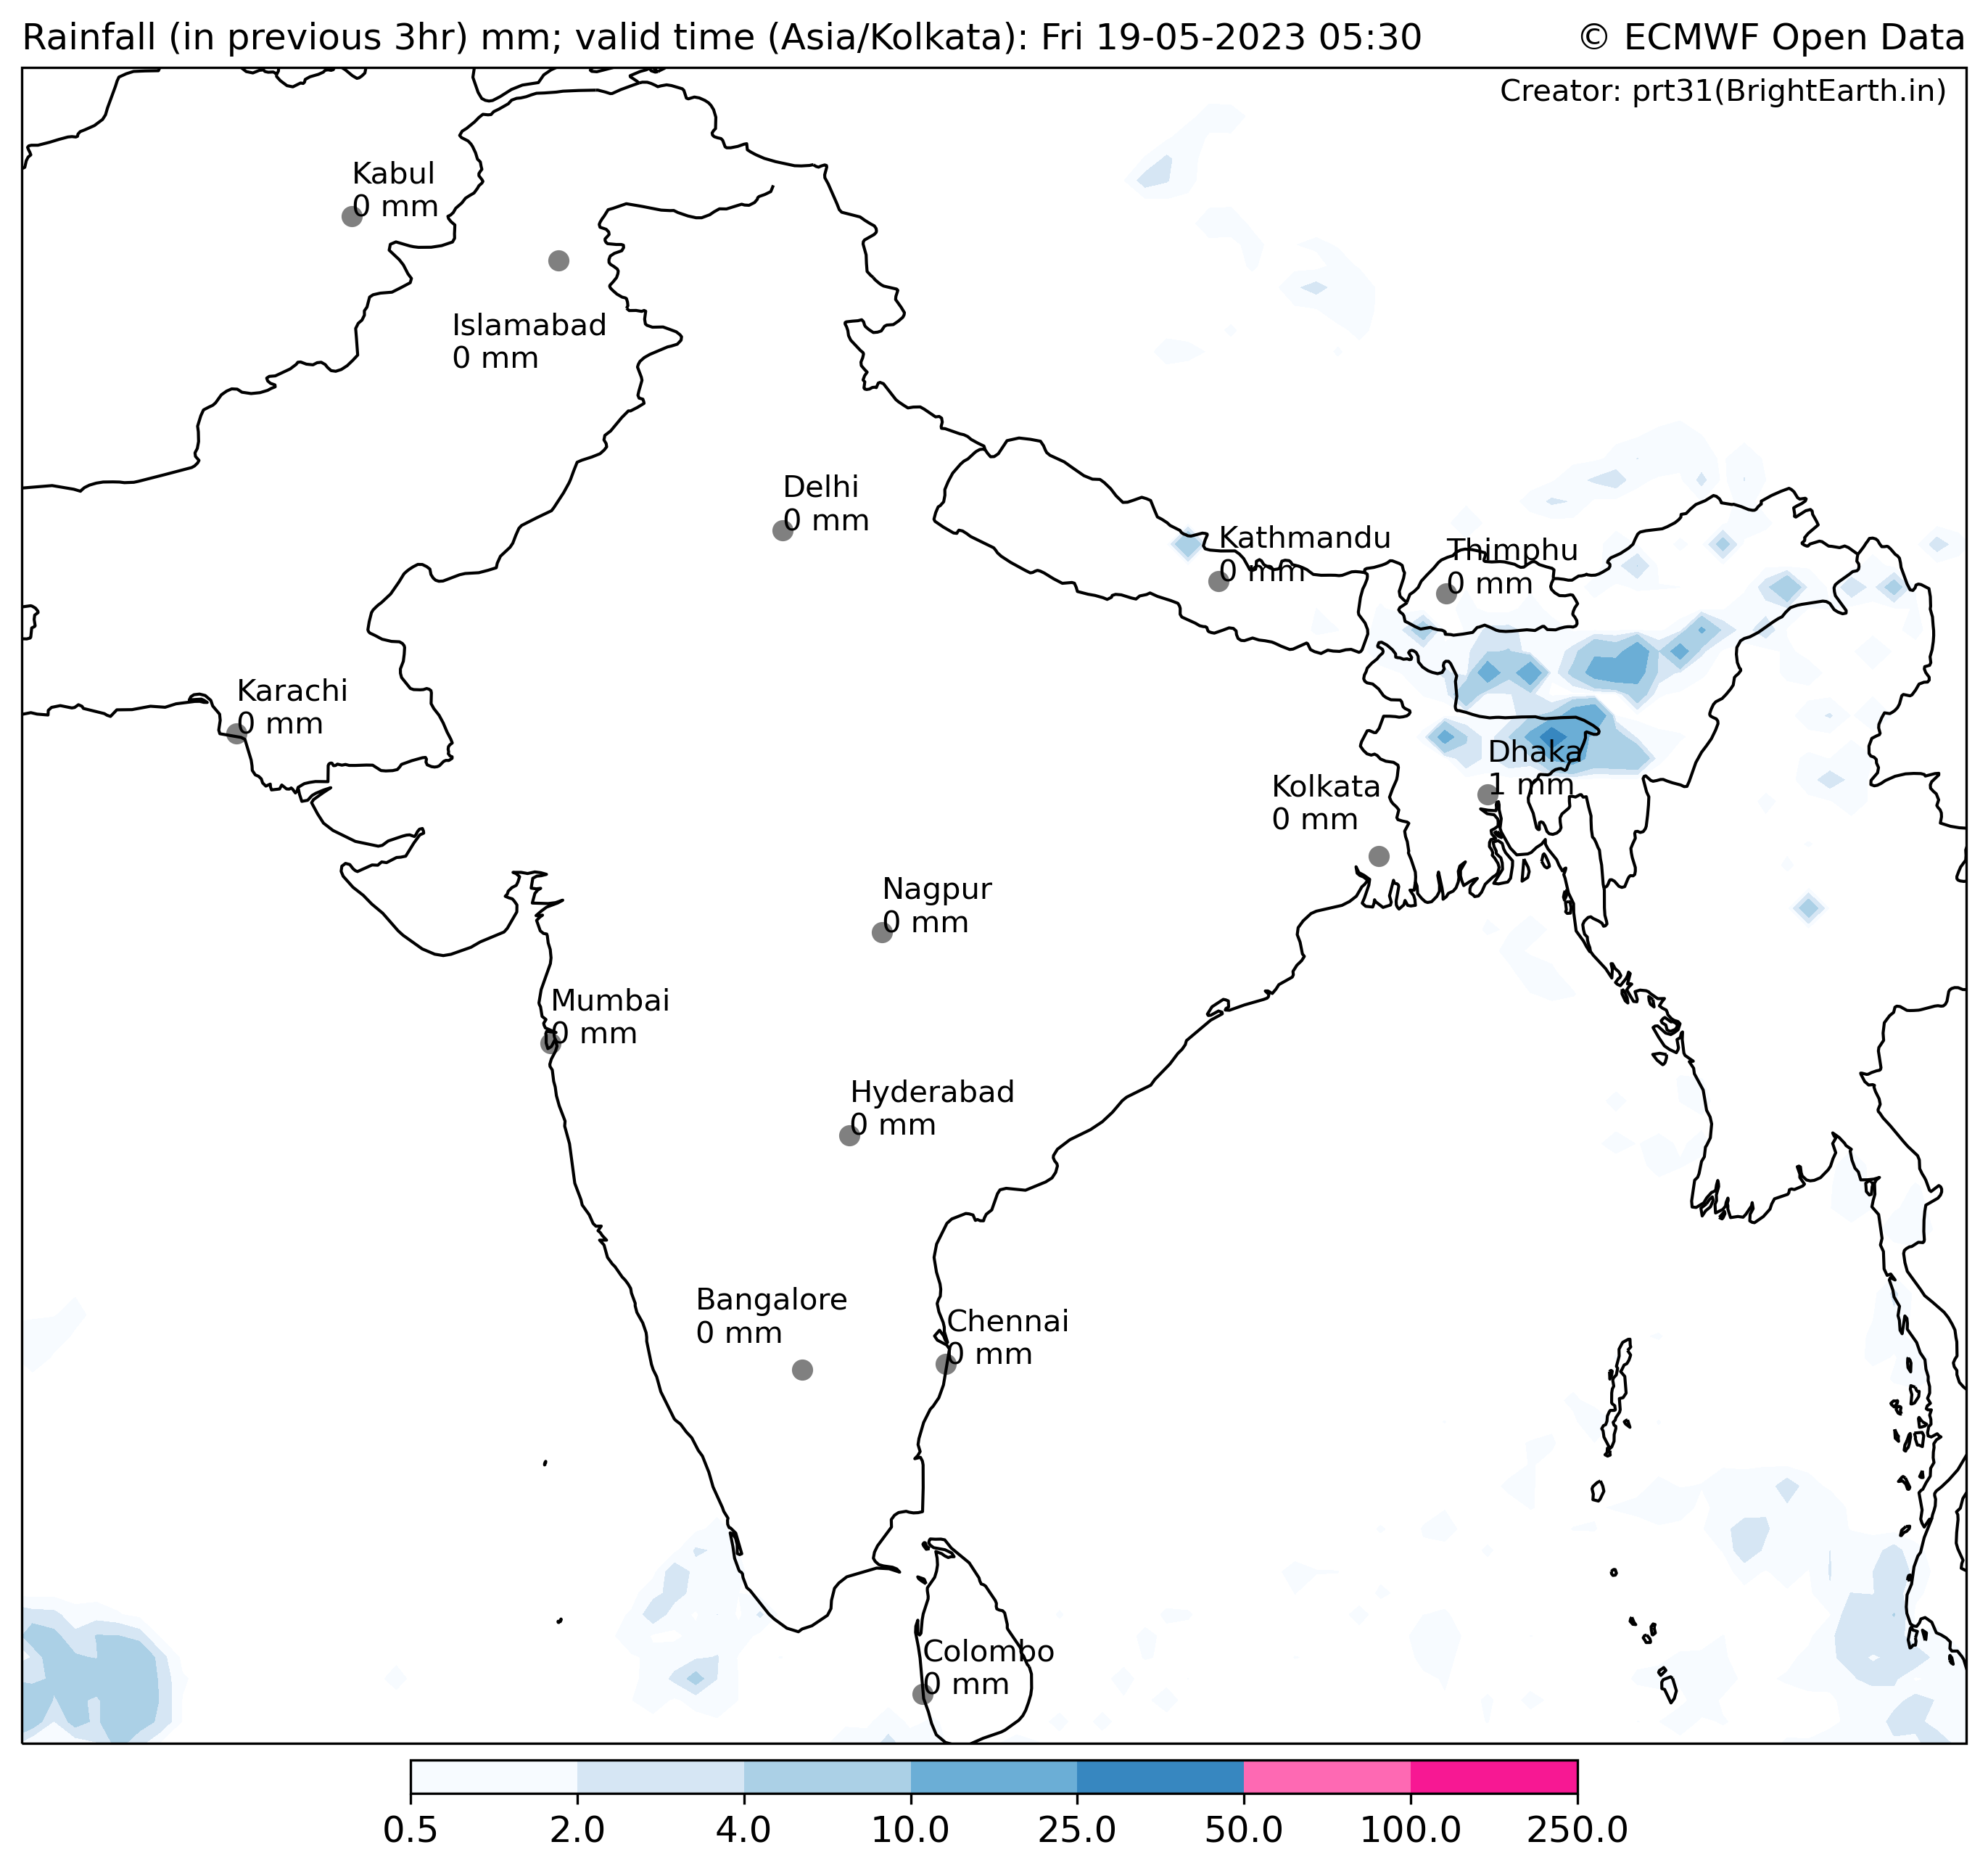 Rainfall (in previous 3hr) mm; valid time (Asia/Kolkata): Fri 19-05-2023 05:30
© ECMWF Open Data
Creator: prt31(BrightEarth.in)
Kabul
0 mm
Islamabad
0 mm
Delhi
0 mm
Kathmandu
0 mm
Thimphu
0 mm
Karachi
0 mm
Dhaka
1 mm
Kolkata
0 mm
Nagpur
0 mm
Mumbai
0 mm
Hyderabad
0 mm
Bangalore
0 mm
Chennai
0 mm
Colombo
0 mm
0.5 2.0 4.0 10.0 25.0 50.0 100.0 250.0